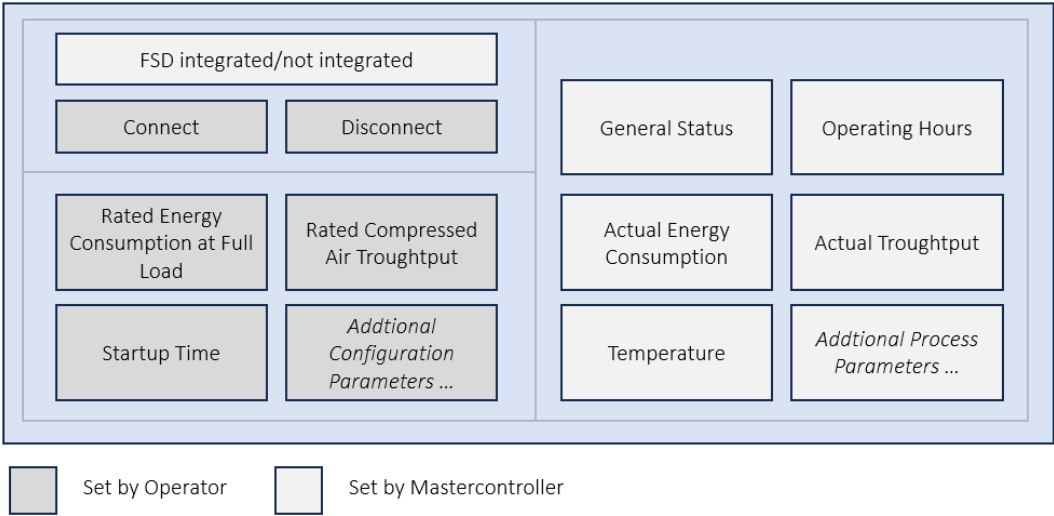 FSD integrated/not integrated
Connect
Disconnect
Rated Energy
Consumption at Full
Load
Rated Compressed
Air Troughtput
Startup Time
Addtional
Configuration
Parameters ...
General Status
Operating Hours
Actual Energy
Consumption
Actual Troughtput
Temperature
Addtional Process
Parameters ...
Set by Operator
Set by Mastercontroller